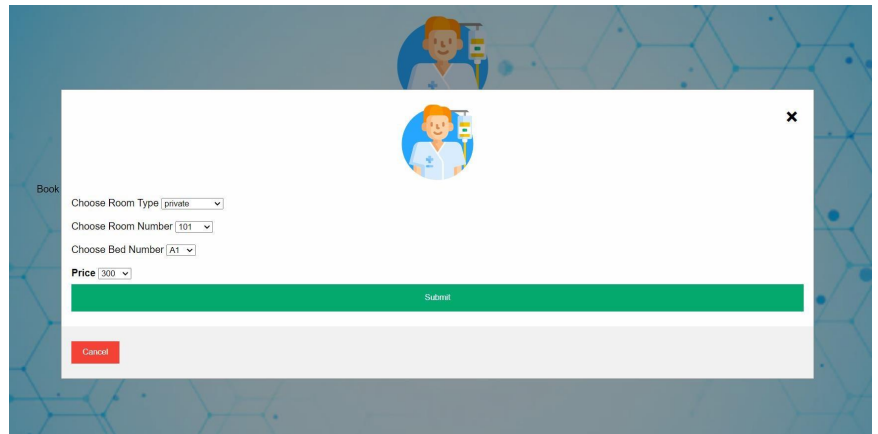 Book
Choose Room Type private
Choose Room Number 101
Choose Bed Number A1
Price 300
Submit
Cancel